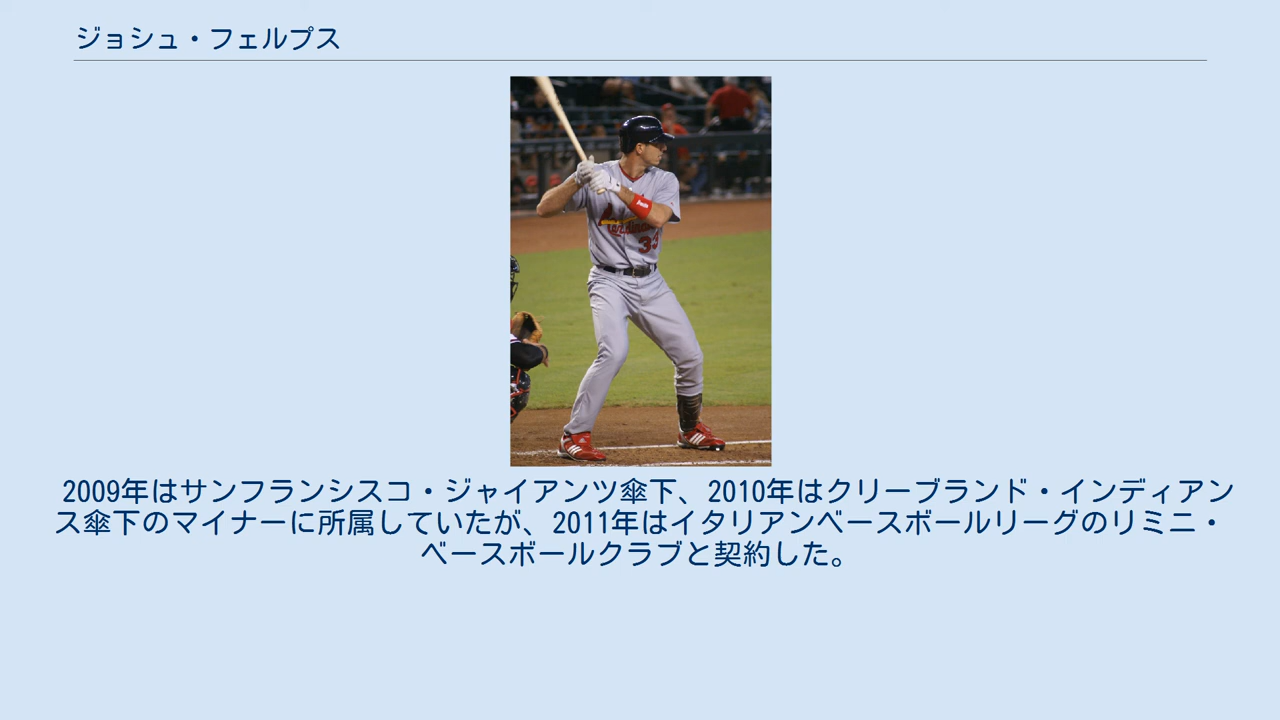 ジョシュ・フェルプス
Cardinals
33
2009年はサンフランシスコ・ジャイアンツ傘下、2010年はクリーブランド・インディアン
ス傘下のマイナーに所属していたが、2011年はイタリアンベースボールリーグのリミニ・
ベースボールクラブと契約した。